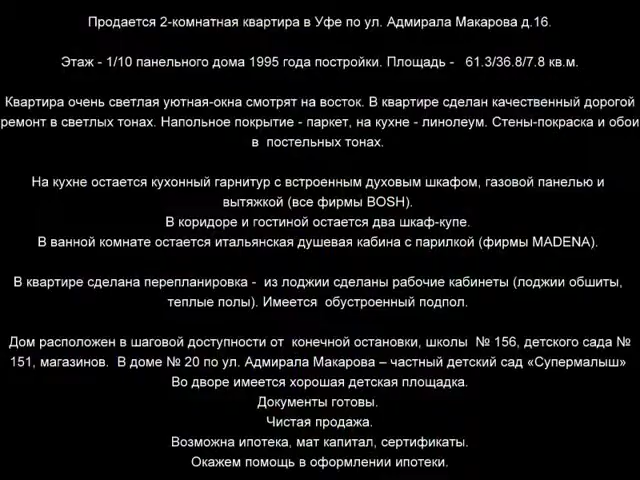 Продается 2-комнатная квартира в Уфе по ул. Адмирала Макарова д.16.
Этаж - 1/10 панельного дома 1995 года постройки. Площадь - 61.3/36.8/7.8 кв.м.
Квартира очень светлая уютная-окна смотрят на восток. В квартире сделан качественный дорогой
ремонт в светлых тонах. Напольное покрытие - паркет, на кухне - линолеум. Стены-покраска и обои
в постельных тонах.
На кухне остается кухонный гарнитур с встроенным духовым шкафом, газовой панелью и
вытяжкой (все фирмы BOSH).
В коридоре и гостиной остается два шкаф-купе.
В ванной комнате остается итальянская душевая кабина с парилкой (фирмы MADENA).
В квартире сделана перепланировка - из лоджии сделаны рабочие кабинеты (лоджии обшиты,
теплые полы). Имеется обустроенный подпол.
Дом расположен в шаговой доступности от конечной остановки, школы № 156, детского сада №
151, магазинов. В доме № 20 по ул. Адмирала Макарова – частный детский сад «Супермалыш»
Во дворе имеется хорошая детская площадка.
Документы готовы.
Чистая продажа.
Возможна ипотека, мат капитал, сертификаты.
Окажем помощь в оформлении ипотеки.